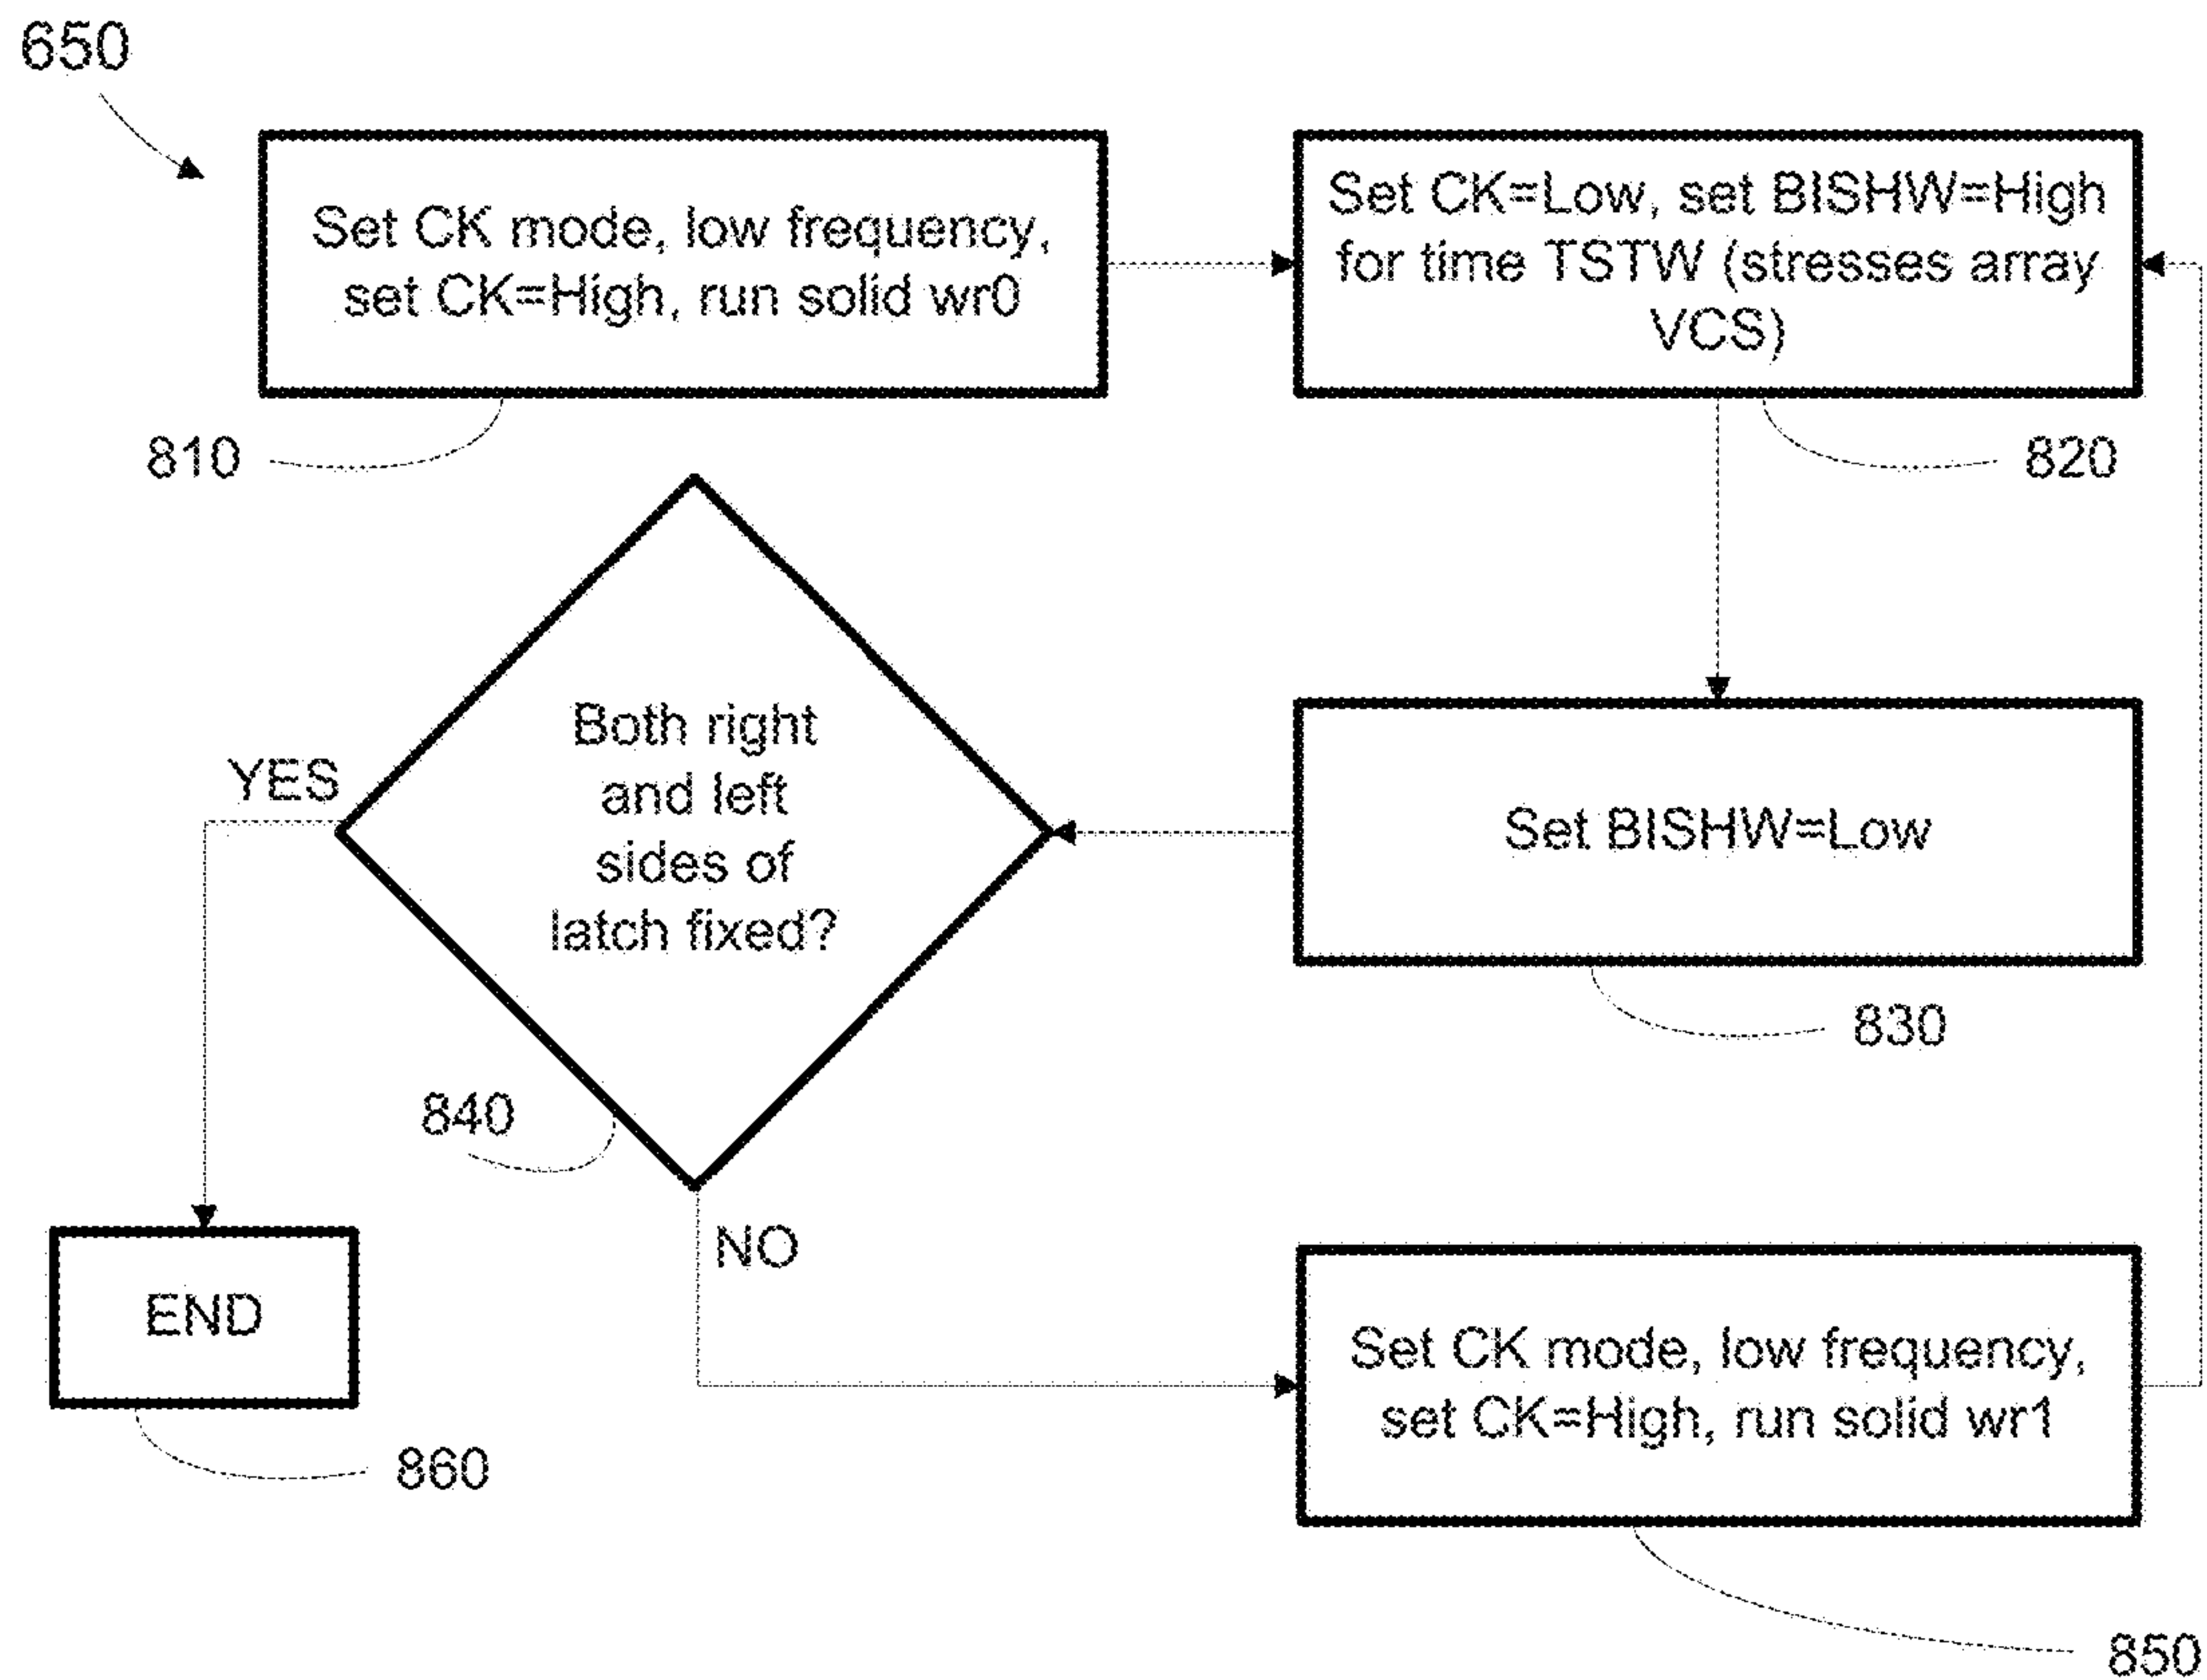 650
Set CK mode, low frequency,
set CK=High, run solid wr0
810
Set CK=Low, set BISHW=High
for time TSTW (stresses array
VCS)
820
Set BISHW=Low
830
Both right
and left
sides of
latch fixed?
840
YES
NO
END
860
Set CK mode, low frequency,
set CK=High, run solid wr1
850